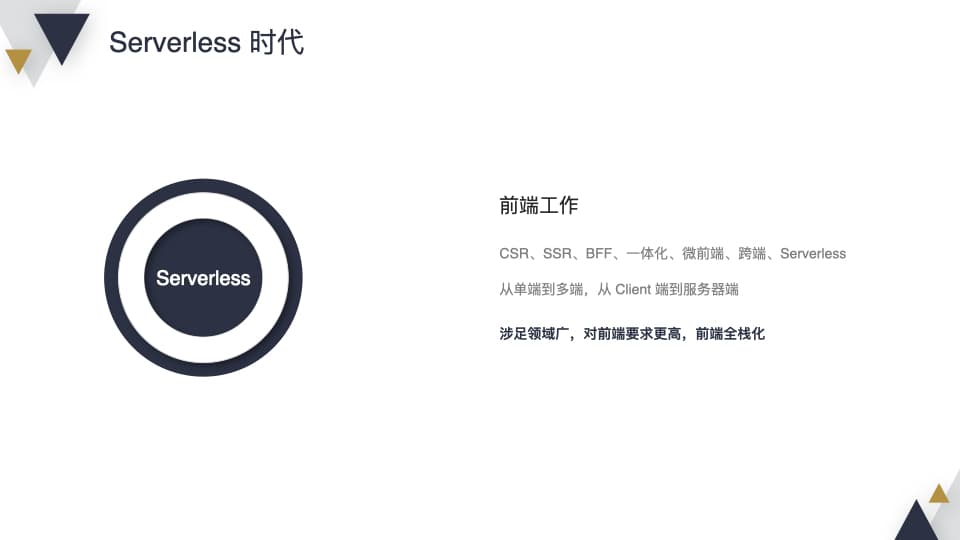 Serverless 时代
Serverless
前端工作
CSR、SSR、BFF、一体化、微前端、跨端、Serverless
从单端到多端，从 Client 端到服务器端
涉足领域广，对前端要求更高，前端全栈化